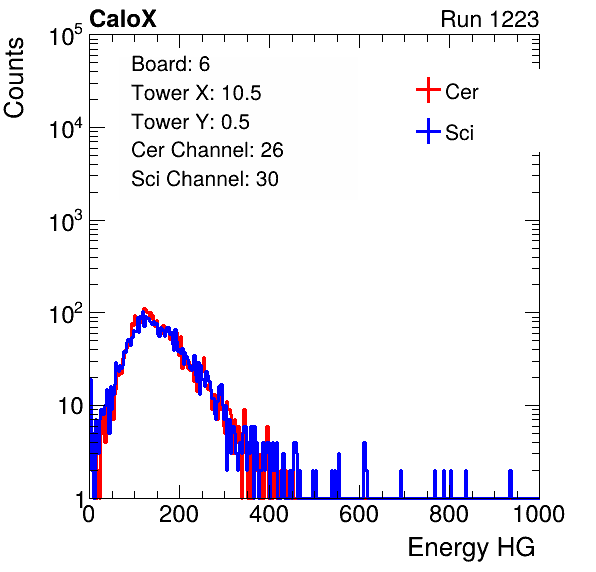 CaloX Run 1223
Counts
10^5
10^4
10^3
10^2
10
1
Board: 6
Tower X: 10.5
Tower Y: 0.5
Cer Channel: 26
Sci Channel: 30
Cer
Sci
0 200 400 600 800 1000
Energy HG